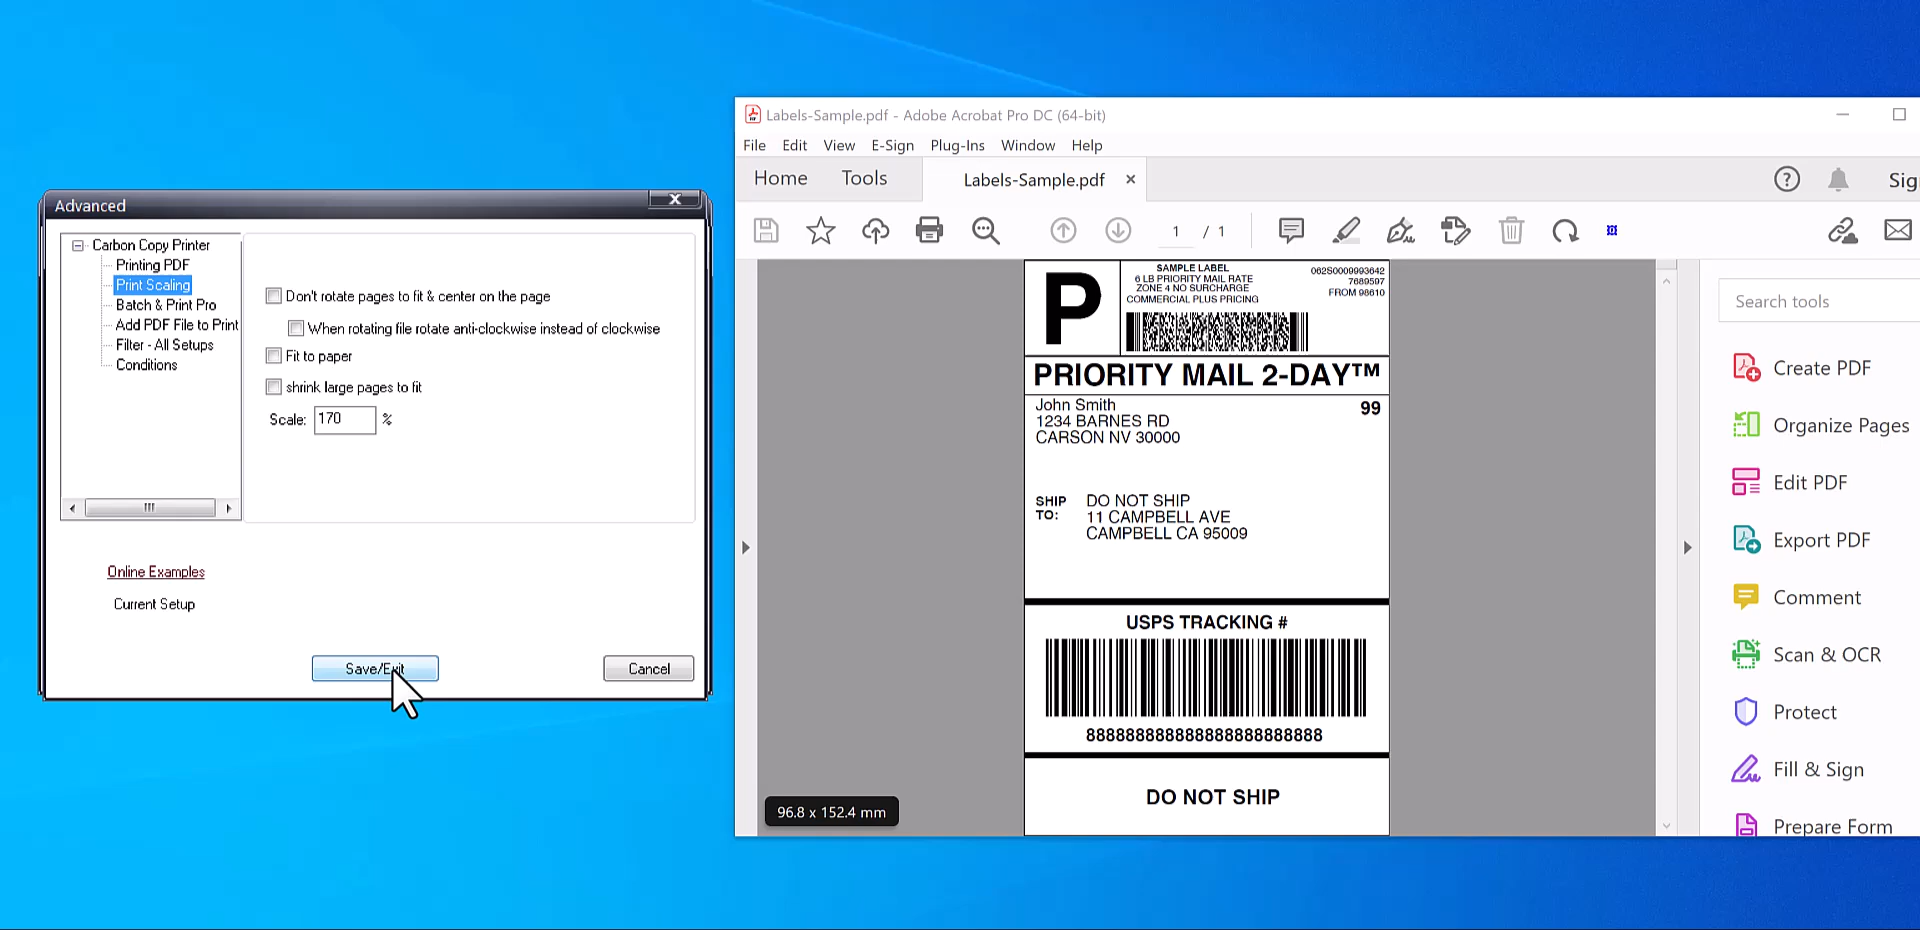 Advanced
X
Carbon Copy Printer
Printing PDF
Print Scaling
Batch & Print Pro
Add PDF File to Print
Filter - All Setups
Conditions
Don't rotate pages to fit & center on the page
When rotating file rotate anti-clockwise instead of clockwise
Fit to paper
shrink large pages to fit
Scale: 170 %
Online Examples
Current Setup
Save/Exit
Cancel
Labels-Sample.pdf - Adobe Acrobat Pro DC (64-bit)
File Edit View E-Sign Plug-Ins Window Help
Home Tools Labels-Sample.pdf ×
Sig
1 / 1
P
SAMPLE LABEL
6 LB PRIORITY MAIL RATE
ZONE 4 NO SURCHARGE
COMMERCIAL PLUS PRICING
062S0009993642
7689597
FROM 98610
PRIORITY MAIL 2-DAY™
John Smith
1234 BARNES RD
CARSON NV 30000
99
SHIP TO:
DO NOT SHIP
11 CAMPBELL AVE
CAMPBELL CA 95009
USPS TRACKING #
888888888888888888888888
DO NOT SHIP
96.8 x 152.4 mm
Search tools
Create PDF
Organize Pages
Edit PDF
Export PDF
Comment
Scan & OCR
Protect
Fill & Sign
Prepare Form